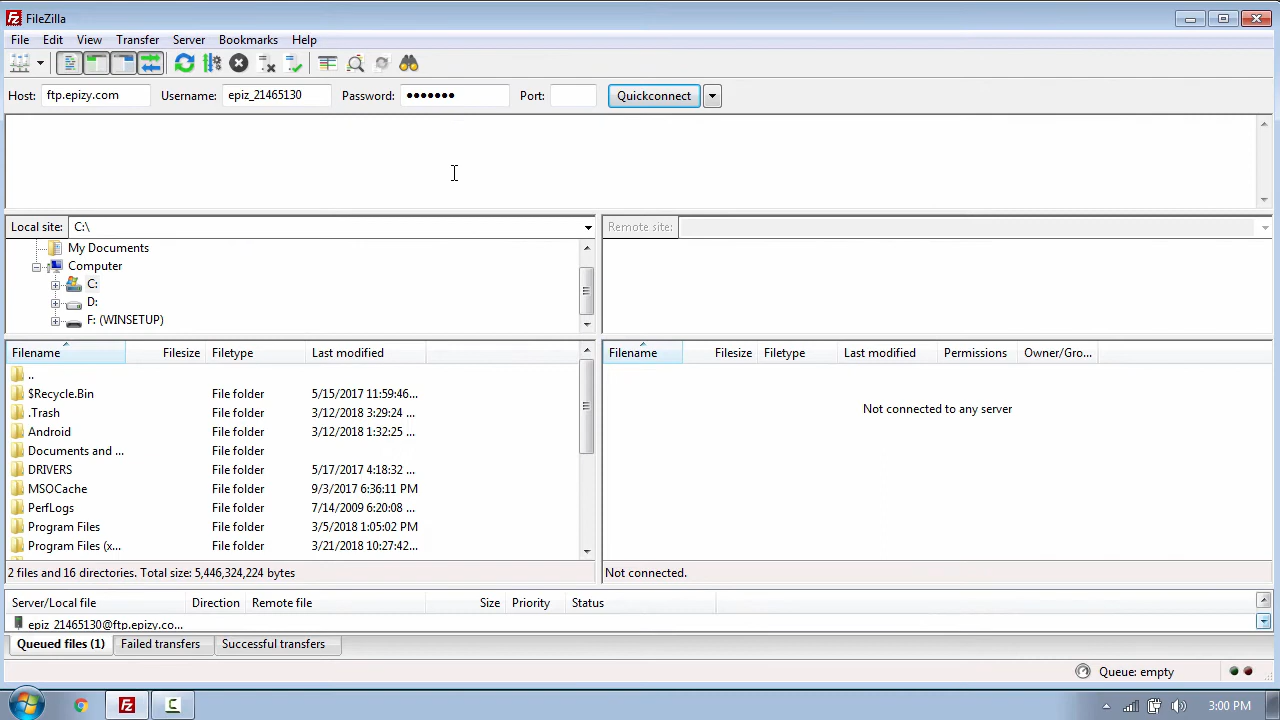 FileZilla
File Edit View Transfer Server Bookmarks Help
Host: ftp.epizy.com Username: epiz_21465130 Password: ●●●●●●● Port: Quickconnect
Local site: C:\
Remote site:
My Documents
Computer
C:
D:
F: (WINSETUP)
Filename Filesize Filetype Last modified
..
$Recycle.Bin File folder 5/15/2017 11:59:46...
.Trash File folder 3/12/2018 3:29:24 ...
Android File folder 3/12/2018 1:32:25 ...
Documents and ... File folder
DRIVERS File folder 5/17/2017 4:18:32 ...
MSOCache File folder 9/3/2017 6:36:11 PM
PerfLogs File folder 7/14/2009 6:20:08 ...
Program Files File folder 3/5/2018 1:05:02 PM
Program Files (x... File folder 3/21/2018 10:27:42...
2 files and 16 directories. Total size: 5,446,324,224 bytes
Filename Filesize Filetype Last modified Permissions Owner/Gro...
Not connected to any server
Not connected.
Server/Local file Direction Remote file Size Priority Status
epiz_21465130@ftp.epizy.co...
Queued files (1) Failed transfers Successful transfers
Queue: empty
3:00 PM